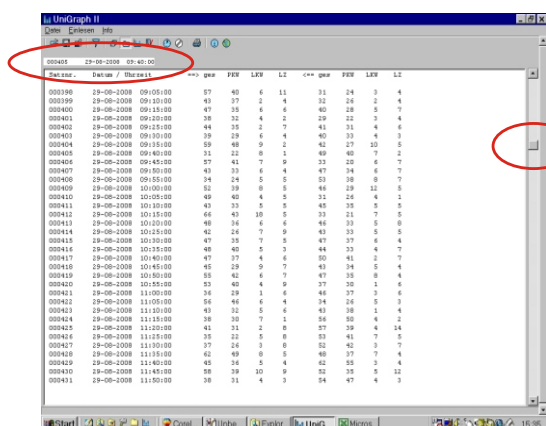 UniGraph II
Datei Einlesen Info
000405 29-08-2008 09:40:00
Satznr. Datum / Uhrzeit ==> ges PKW LKW LZ <== ges PKW LKW LZ
000398 29-08-2008 09:05:00 57 40 6 11 31 24 3 4
000399 29-08-2008 09:10:00 43 37 2 4 32 26 2 4
000400 29-08-2008 09:15:00 47 35 6 6 40 28 5 7
000401 29-08-2008 09:20:00 38 32 4 2 29 22 3 4
000402 29-08-2008 09:25:00 44 35 2 7 41 31 4 6
000403 29-08-2008 09:30:00 39 29 6 4 40 33 4 3
000404 29-08-2008 09:35:00 59 48 9 2 42 27 10 5
000405 29-08-2008 09:40:00 31 22 8 1 49 40 7 2
000406 29-08-2008 09:45:00 57 41 7 9 33 20 6 7
000407 29-08-2008 09:50:00 43 33 6 4 47 34 6 7
000408 29-08-2008 09:55:00 34 24 5 5 53 38 8 7
000409 29-08-2008 10:00:00 52 39 8 5 46 29 12 5
000410 29-08-2008 10:05:00 49 40 4 5 31 26 4 1
000411 29-08-2008 10:10:00 43 33 5 5 45 35 5 5
000412 29-08-2008 10:15:00 66 43 18 5 33 21 7 5
000413 29-08-2008 10:20:00 48 36 6 6 46 33 5 8
000414 29-08-2008 10:25:00 42 26 7 9 43 33 5 5
000415 29-08-2008 10:30:00 47 35 7 5 47 37 6 4
000416 29-08-2008 10:35:00 48 40 5 3 44 33 4 7
000417 29-08-2008 10:40:00 47 37 4 6 50 41 2 7
000418 29-08-2008 10:45:00 45 29 9 7 43 34 5 4
000419 29-08-2008 10:50:00 55 42 6 7 47 35 8 4
000420 29-08-2008 10:55:00 53 40 4 9 37 30 1 6
000421 29-08-2008 11:00:00 36 29 1 6 46 37 3 6
000422 29-08-2008 11:05:00 56 46 6 4 34 26 5 3
000423 29-08-2008 11:10:00 43 32 5 6 43 38 1 4
000424 29-08-2008 11:15:00 38 30 7 1 56 50 4 2
000425 29-08-2008 11:20:00 41 31 2 8 57 39 4 14
000426 29-08-2008 11:25:00 35 22 5 8 53 41 7 5
000427 29-08-2008 11:30:00 37 26 3 8 52 42 3 7
000428 29-08-2008 11:35:00 62 49 8 5 48 37 7 4
000429 29-08-2008 11:40:00 45 36 5 4 62 55 3 4
000430 29-08-2008 11:45:00 58 39 10 9 52 35 5 12
000431 29-08-2008 11:50:00 38 31 4 3 54 47 4 3
Start Corel Explor UniG Micros 16:35